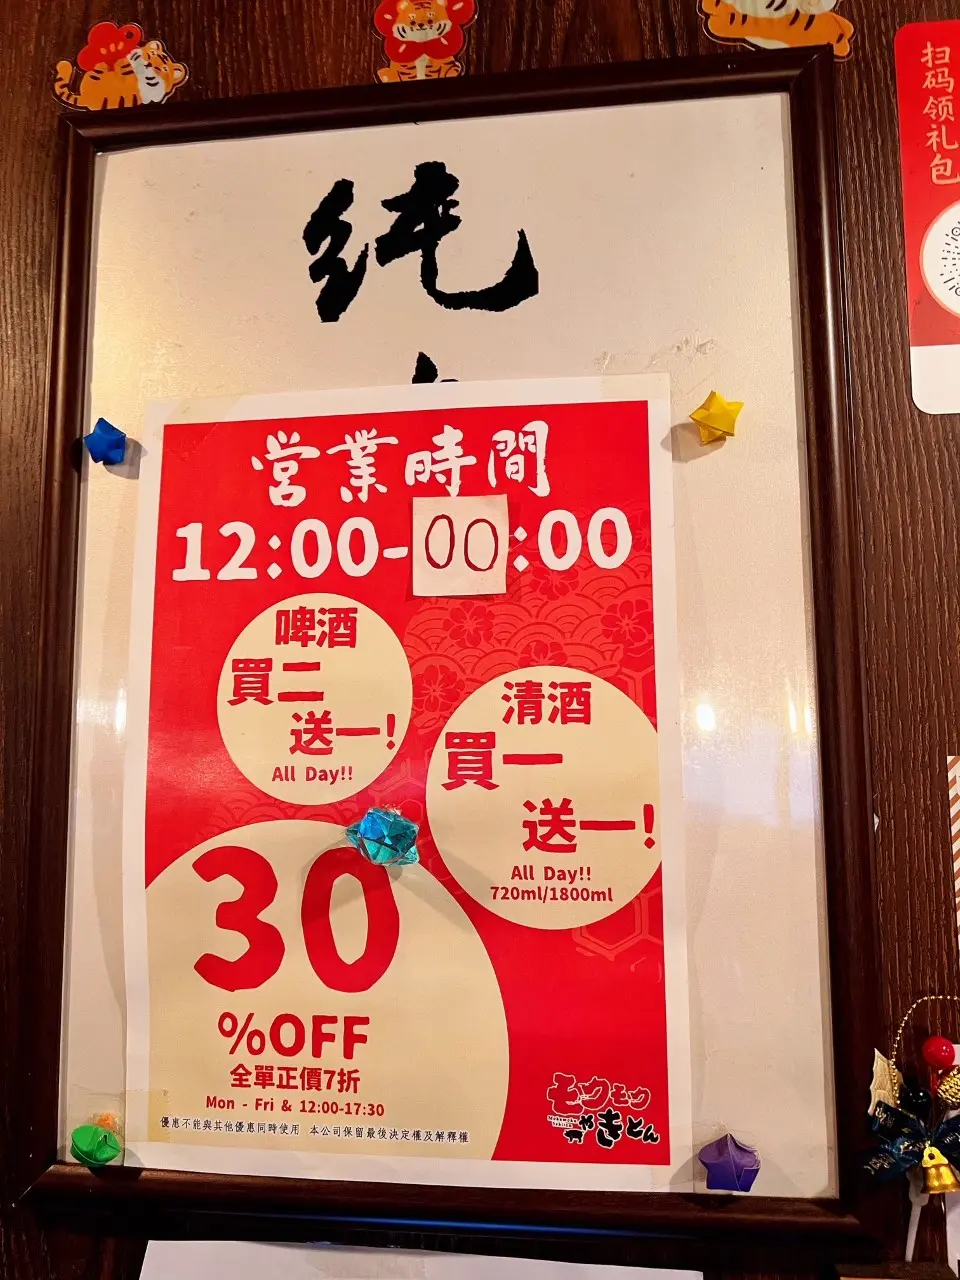 純
営業時間
12:00-00:00
啤酒
買二
送一!
All Day!!
清酒
買一
送一!
All Day!!
720ml/1800ml
30
%OFF
全單正價7折
Mon - Fri & 12:00-17:30
優惠不能與其他優惠同時使用 本公司保留最後決定權及解釋權
モクモク
やきとん
扫码领礼包